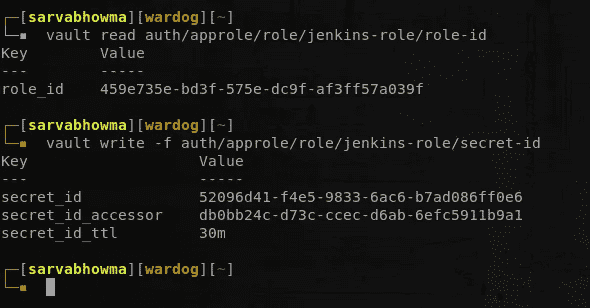 ┌─[sarvabhowma][wardog][~]
└─▪ vault read auth/approle/role/jenkins-role/role-id
Key Value
--- -----
role_id 459e735e-bd3f-575e-dc9f-af3ff57a039f
┌─[sarvabhowma][wardog][~]
└─▪ vault write -f auth/approle/role/jenkins-role/secret-id
Key Value
--- -----
secret_id 52096d41-f4e5-9833-6ac6-b7ad086ff0e6
secret_id_accessor db0bb24c-d73c-ccec-d6ab-6efc5911b9a1
secret_id_ttl 30m
┌─[sarvabhowma][wardog][~]
└─▪